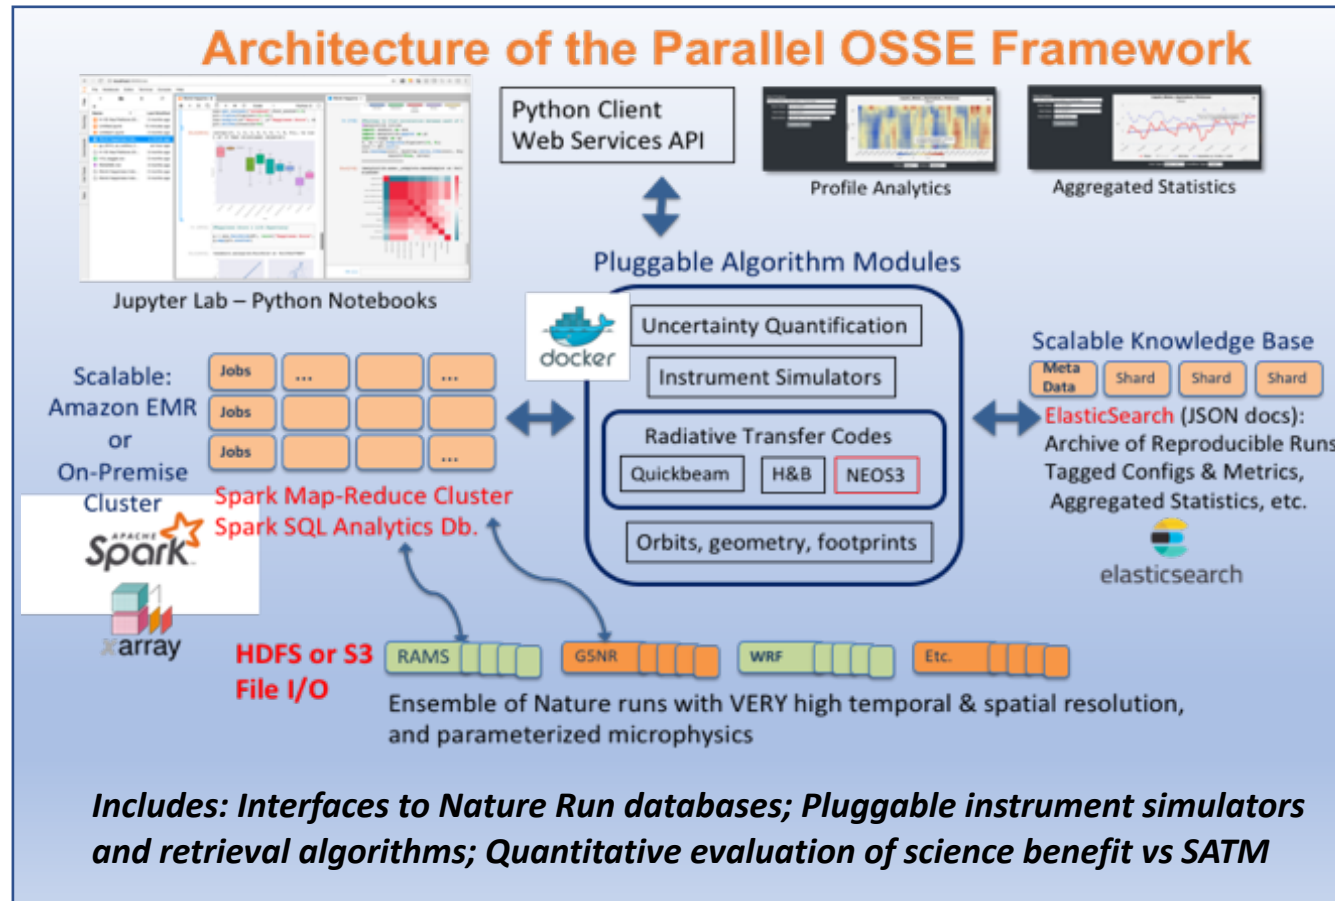 Architecture of the Parallel OSSE Framework
Python Client
Web Services API
Profile Analytics
Aggregated Statistics
Jupyter Lab – Python Notebooks
Pluggable Algorithm Modules
docker
Uncertainty Quantification
Instrument Simulators
Radiative Transfer Codes
Quickbeam
H&B
NEOS3
Orbits, geometry, footprints
Scalable:
Amazon EMR
or
On-Premise
Cluster
Jobs
...
...
Jobs
Jobs
...
Spark Map-Reduce Cluster
Spark SQL Analytics Db.
APACHE
Spark
xarray
Scalable Knowledge Base
Meta
Data
Shard
Shard
Shard
ElasticSearch (JSON docs):
Archive of Reproducible Runs
Tagged Configs & Metrics,
Aggregated Statistics, etc.
elasticsearch
HDFS or S3
File I/O
RAMS
G5NR
WRF
Etc.
Ensemble of Nature runs with VERY high temporal & spatial resolution,
and parameterized microphysics
Includes: Interfaces to Nature Run databases; Pluggable instrument simulators
and retrieval algorithms; Quantitative evaluation of science benefit vs SATM